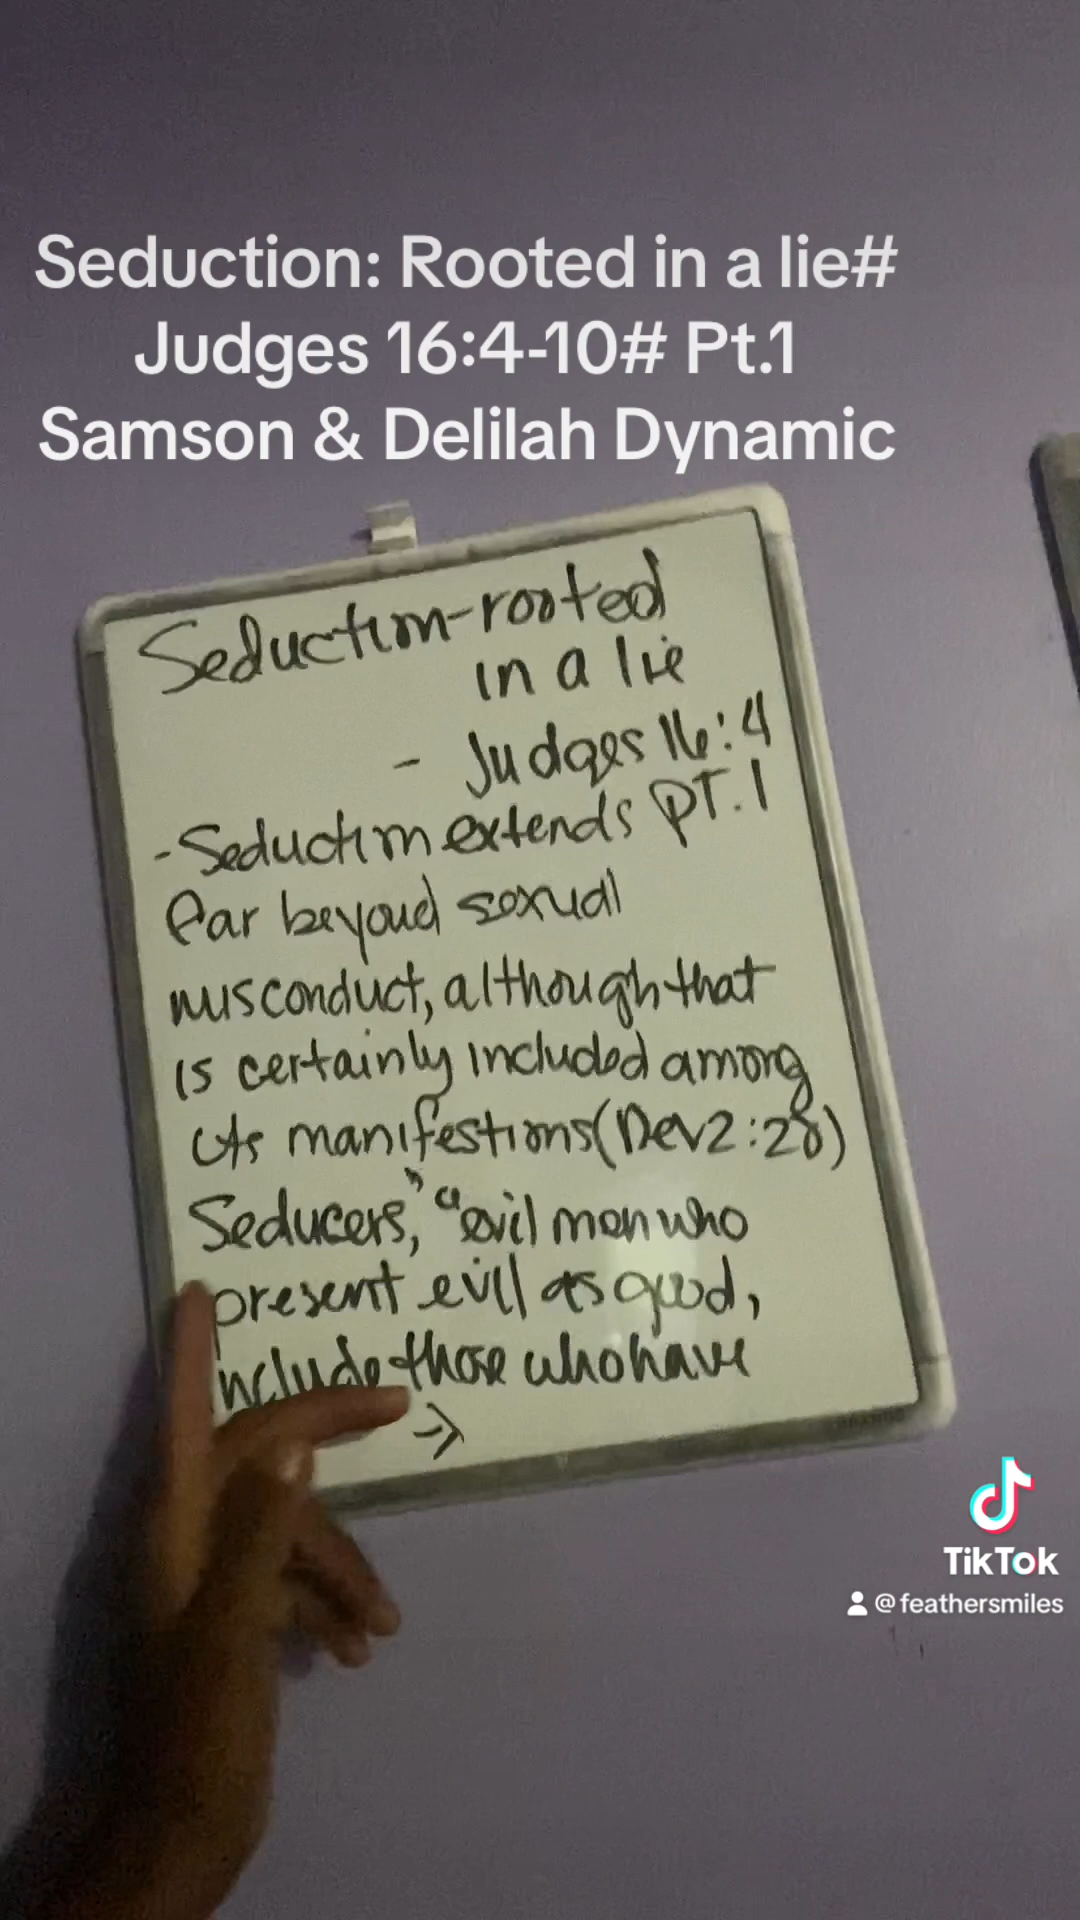 Seduction: Rooted in a lie#
Judges 16:4-10# Pt.1
Samson & Delilah Dynamic
Seduction-rooted
in a lie
- Judges 16:4
- Seduction extends PT.1
far beyond sexual
misconduct, although that
is certainly included among
its manifestions(Rev2:20)
Seducers," "evil men who
present evil as good,
include those who have
→
TikTok
@feathersmiles